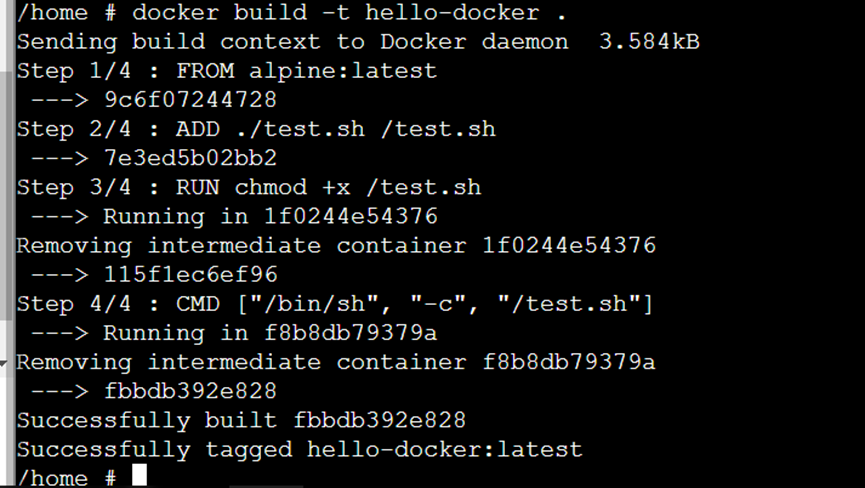 /home # docker build -t hello-docker .
Sending build context to Docker daemon  3.584kB
Step 1/4 : FROM alpine:latest
 ---> 9c6f07244728
Step 2/4 : ADD ./test.sh /test.sh
 ---> 7e3ed5b02bb2
Step 3/4 : RUN chmod +x /test.sh
 ---> Running in 1f0244e54376
Removing intermediate container 1f0244e54376
 ---> 115f1ec6ef96
Step 4/4 : CMD ["/bin/sh", "-c", "/test.sh"]
 ---> Running in f8b8db79379a
Removing intermediate container f8b8db79379a
 ---> fbbdb392e828
Successfully built fbbdb392e828
Successfully tagged hello-docker:latest
/home #